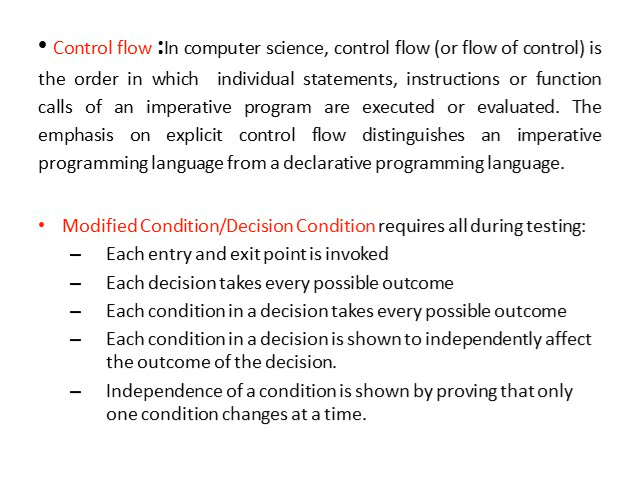 • Control flow :In computer science, control flow (or flow of control) is
the order in which individual statements, instructions or function
calls of an imperative program are executed or evaluated. The
emphasis on explicit control flow distinguishes an imperative
programming language from a declarative programming language.
• Modified Condition/Decision Condition requires all during testing:
– Each entry and exit point is invoked
– Each decision takes every possible outcome
– Each condition in a decision takes every possible outcome
– Each condition in a decision is shown to independently affect
the outcome of the decision.
– Independence of a condition is shown by proving that only
one condition changes at a time.